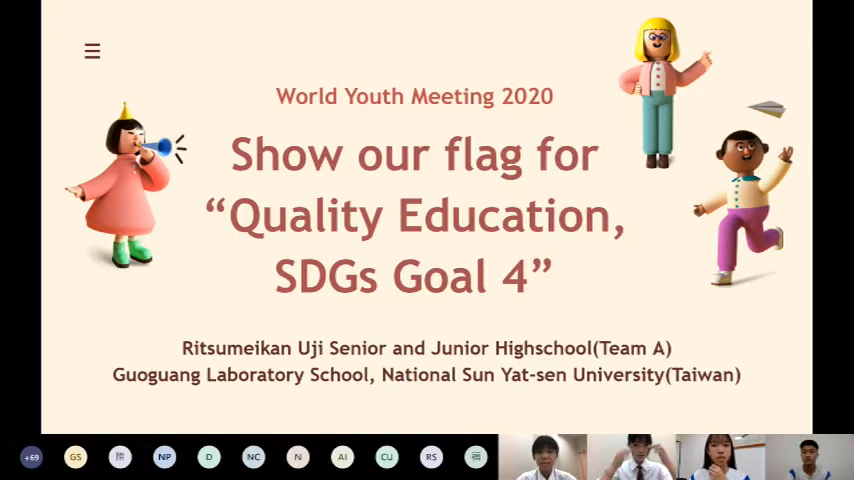 World Youth Meeting 2020
Show our flag for
“Quality Education,
SDGs Goal 4”
Ritsumeikan Uji Senior and Junior Highschool(Team A)
Guoguang Laboratory School, National Sun Yat-sen University(Taiwan)
+69 GS 陳 NP D NC N AI CU RS